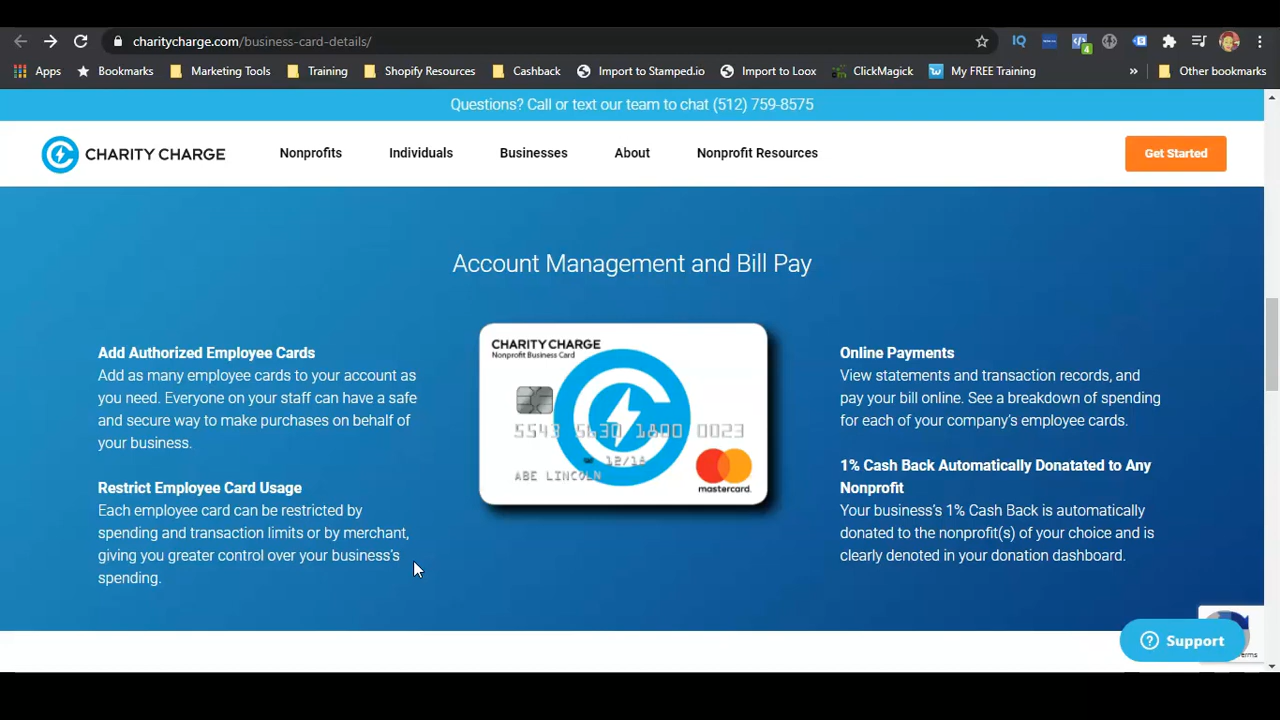 charitycharge.com/business-card-details/
IQ
4
Apps
Bookmarks
Marketing Tools
Training
Shopify Resources
Cashback
Import to Stamped.io
Import to Loox
ClickMagick
My FREE Training
»
Other bookmarks
Questions? Call or text our team to chat (512) 759-8575
CHARITY CHARGE
Nonprofits
Individuals
Businesses
About
Nonprofit Resources
Get Started
Account Management and Bill Pay
Add Authorized Employee Cards
Add as many employee cards to your account as
you need. Everyone on your staff can have a safe
and secure way to make purchases on behalf of
your business.
Restrict Employee Card Usage
Each employee card can be restricted by
spending and transaction limits or by merchant,
giving you greater control over your business's
spending.
CHARITY CHARGE
Nonprofit Business Card
5543 5630 1800 0023
12/18
ABE LINCOLN
mastercard.
Online Payments
View statements and transaction records, and
pay your bill online. See a breakdown of spending
for each of your company's employee cards.
1% Cash Back Automatically Donatated to Any
Nonprofit
Your business's 1% Cash Back is automatically
donated to the nonprofit(s) of your choice and is
clearly denoted in your donation dashboard.
Support